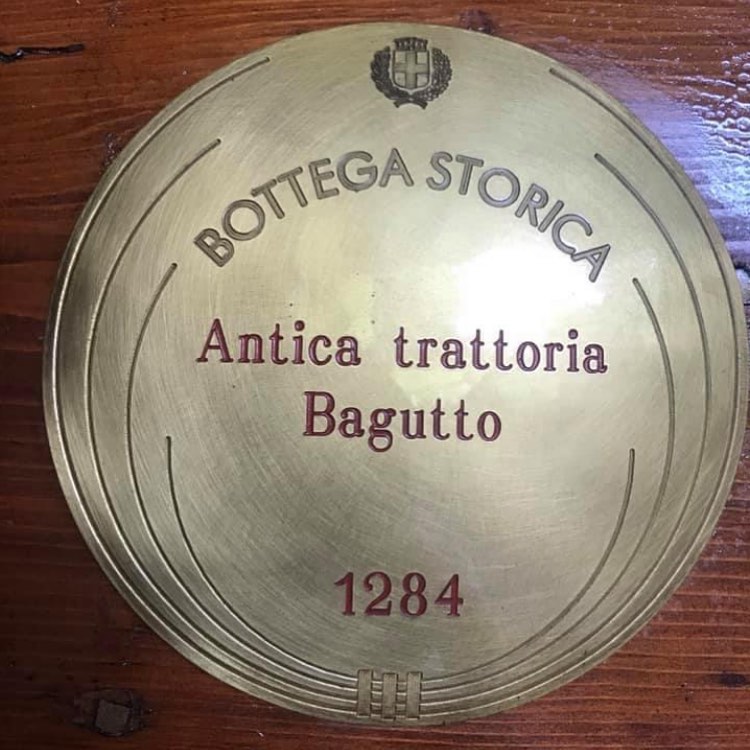 BOTTEGA STORICA
Antica trattoria
Bagutto
1284